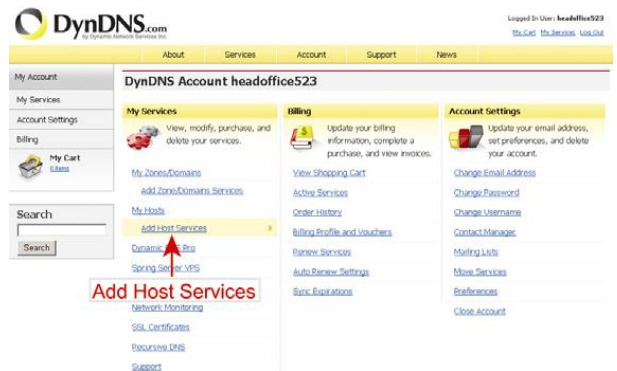 DynDNS.com
by Dynamic Network Services Inc.
Logged In User: headoffice523
My Cart My Services Log Out
About Services Account Support News
My Account
My Services
Account Settings
Billing
My Cart
0 items
Search
Search
DynDNS Account headoffice523
My Services
View, modify, purchase, and
delete your services.
My Zones/Domains
Add Zone/Domains Services
My Hosts
Add Host Services
Dynamic DNS Pro
Spring Server VPS
Add Host Services
Network Monitoring
SSL Certificates
Recursive DNS
Support
Billing
Update your billing
information, complete a
purchase, and view invoices.
View Shopping Cart
Active Services
Order History
Billing Profile and Vouchers
Renew Services
Auto Renew Settings
Sync Expirations
Account Settings
Update your email address,
set preferences, and delete
your account.
Change Email Address
Change Password
Change Username
Contact Manager
Mailing Lists
Move Services
Preferences
Close Account